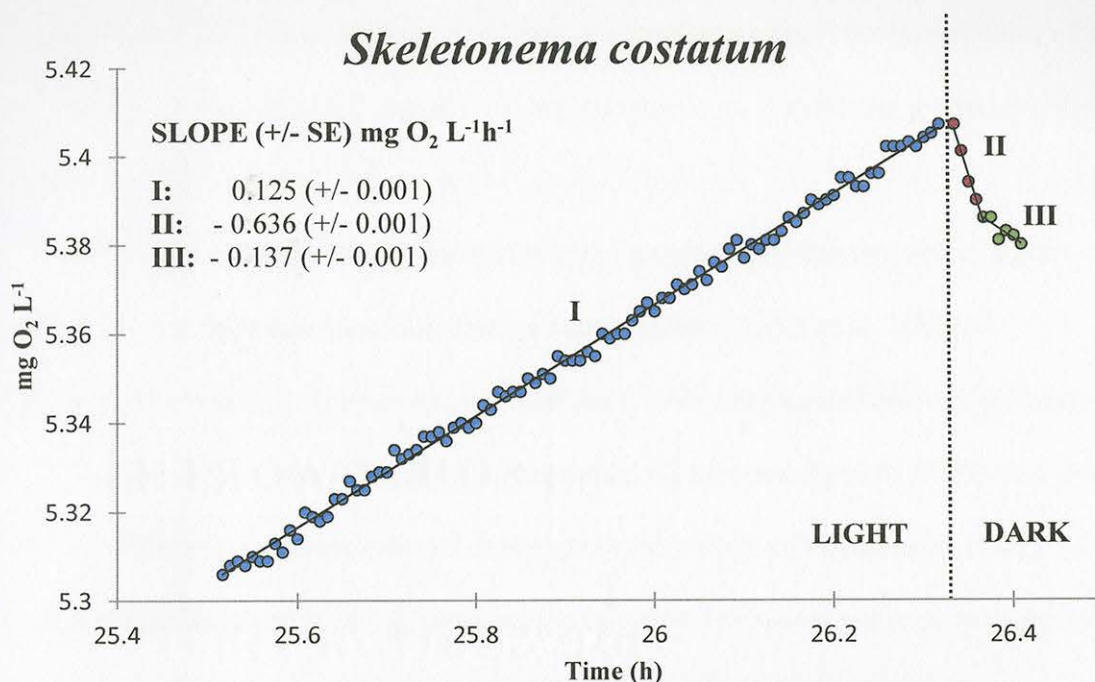 Skeletonema costatum
5.42
5.4
5.38
5.36
5.34
5.32
5.3
mg O₂ L⁻¹
SLOPE (+/- SE) mg O₂ L⁻¹h⁻¹
I: 0.125 (+/- 0.001)
II: - 0.636 (+/- 0.001)
III: - 0.137 (+/- 0.001)
I
II
III
LIGHT
DARK
25.4
25.6
25.8
26
26.2
26.4
Time (h)